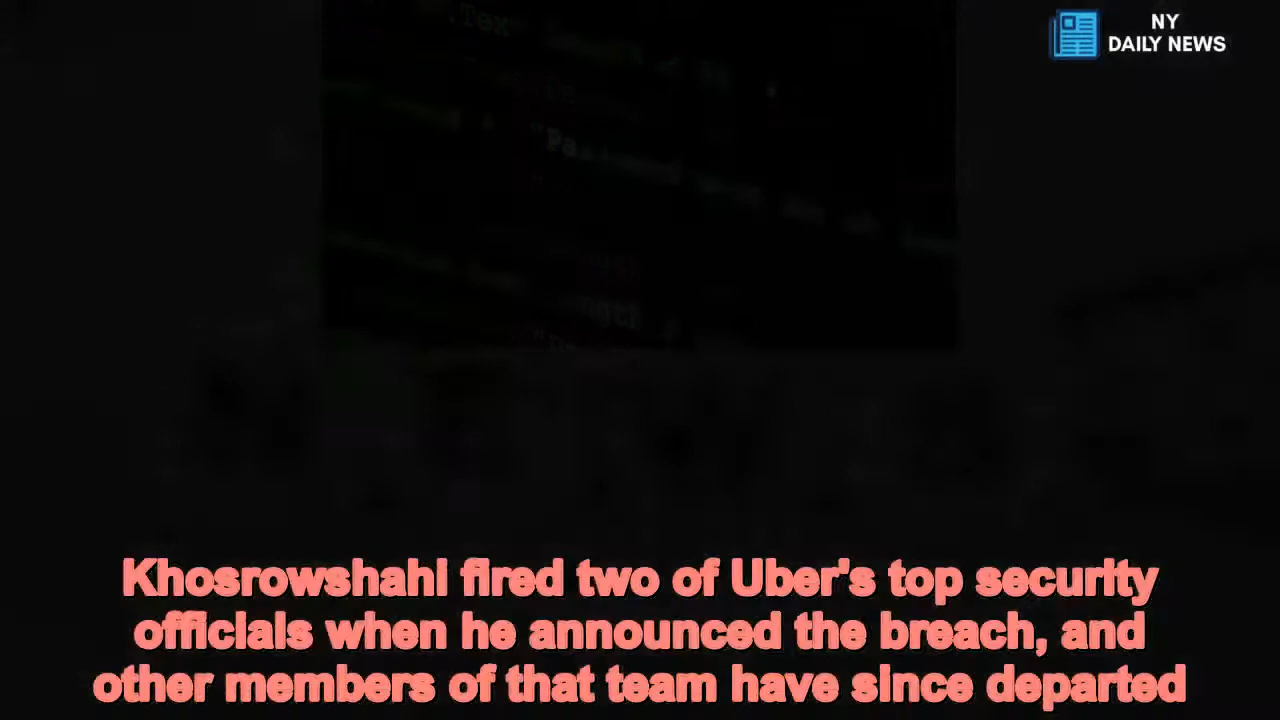 NY
DAILY NEWS
Khosrowshahi fired two of Uber's top security
officials when he announced the breach, and
other members of that team have since departed